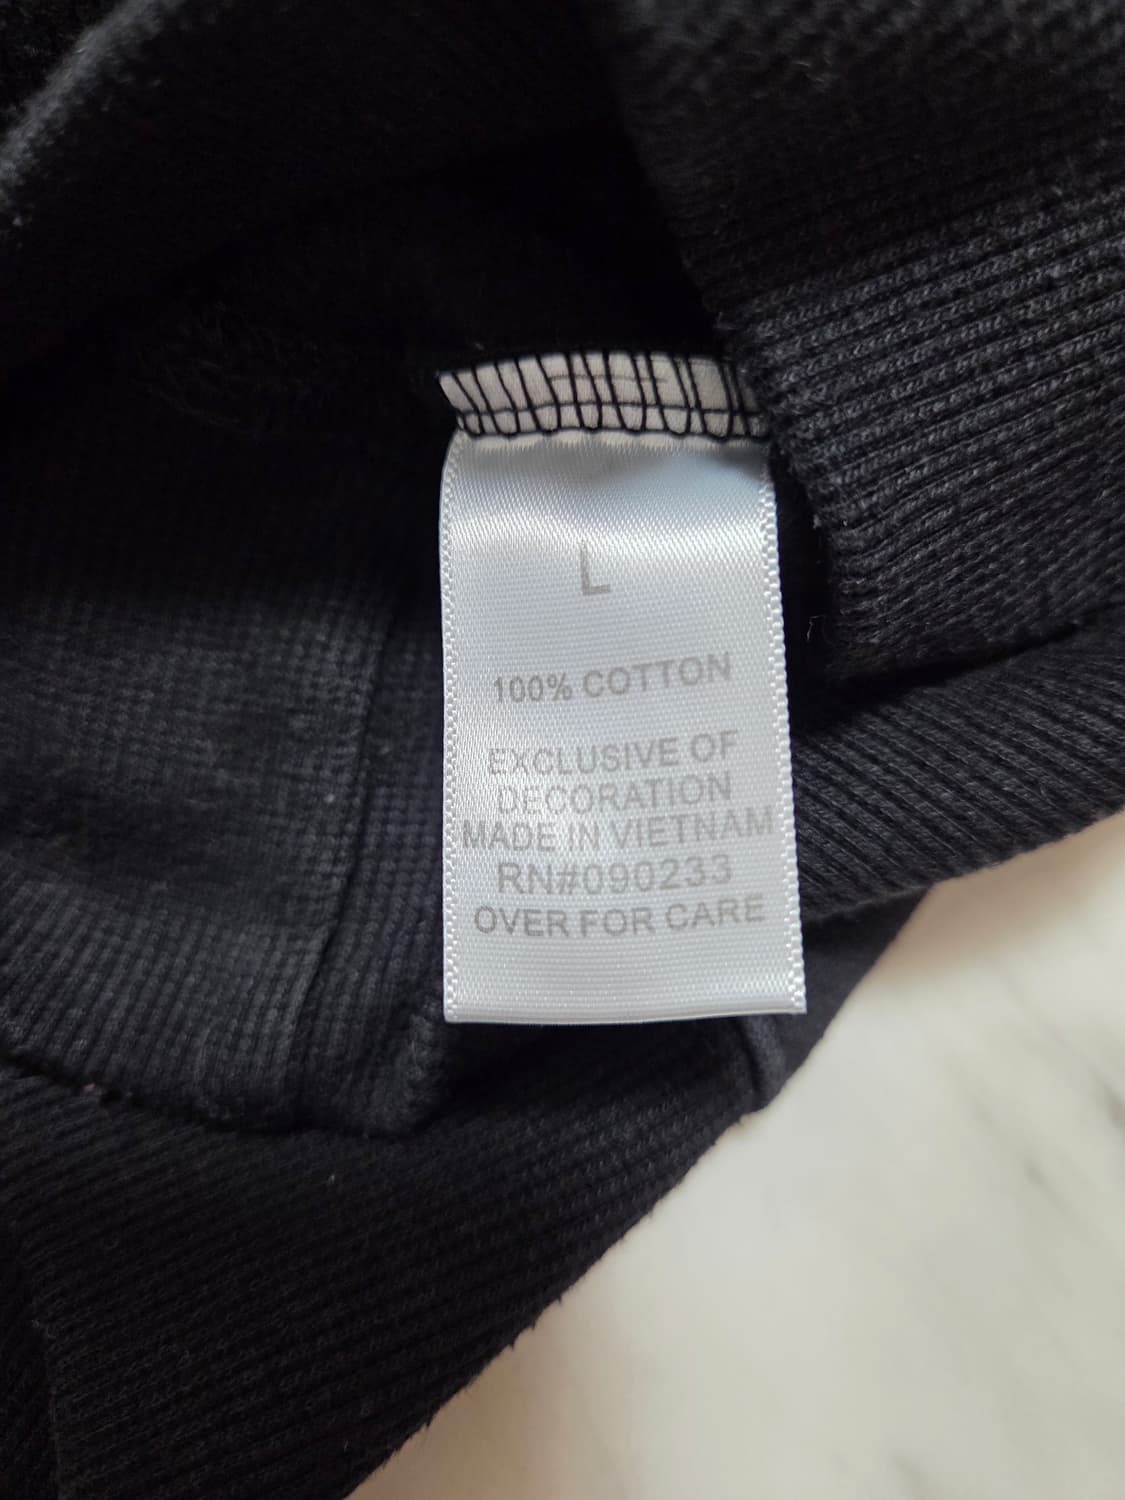 L
100% COTTON
EXCLUSIVE OF
DECORATION
MADE IN VIETNAM
RN#090233
OVER FOR CARE